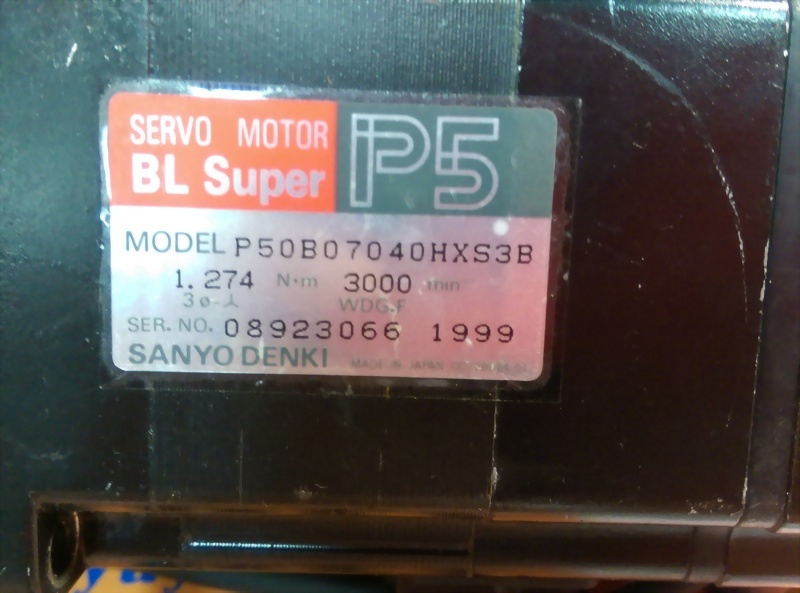 SERVO MOTOR
BL Super
P5
MODEL P50B07040HXS3B
1.274 N·m 3000 min
3ø-人 WDG.F
SER. NO. 08923066 1999
SANYO DENKI MADE IN JAPAN